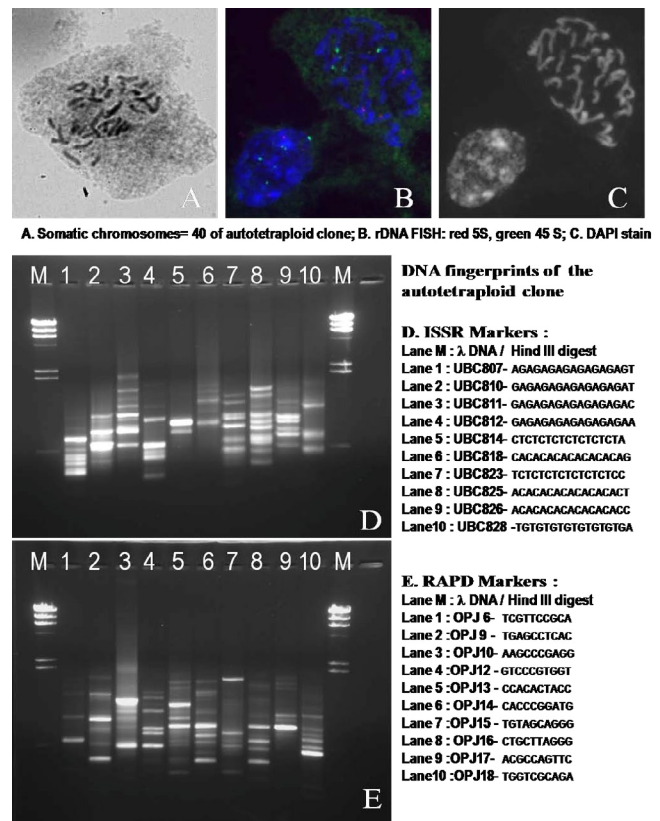 A
B
C
A. Somatic chromosomes= 40 of autotetraploid clone; B. rDNA FISH: red 5S, green 45 S; C. DAPI stain
M 1 2 3 4 5 6 7 8 9 10 M
D
DNA fingerprints of the
autotetraploid clone
D. ISSR Markers :
Lane M : λ DNA / Hind III digest
Lane 1 : UBC807- AGAGAGAGAGAGAGAGT
Lane 2 : UBC810- GAGAGAGAGAGAGAGAT
Lane 3 : UBC811- GAGAGAGAGAGAGAGAC
Lane 4 : UBC812- GAGAGAGAGAGAGAGAA
Lane 5 : UBC814- CTCTCTCTCTCTCTCTA
Lane 6 : UBC818- CACACACACACACACAG
Lane 7 : UBC823- TCTCTCTCTCTCTCTCC
Lane 8 : UBC825- ACACACACACACACACT
Lane 9 : UBC826- ACACACACACACACACC
Lane10 : UBC828 -TGTGTGTGTGTGTGTGA
M 1 2 3 4 5 6 7 8 9 10 M
E
E. RAPD Markers :
Lane M : λ DNA / Hind III digest
Lane 1 : OPJ 6- TCGTTCCGCA
Lane 2 :OPJ 9 - TGAGCCTCAC
Lane 3 :OPJ10- AAGCCCGAGG
Lane 4 :OPJ12 -GTCCCGTGGT
Lane 5 :OPJ13- CCACACTACC
Lane 6 :OPJ14- CACCCGGATG
Lane 7 :OPJ15- TGTAGCAGGG
Lane 8 :OPJ16- CTGCTTAGGG
Lane 9 :OPJ17- ACGCCAGTTC
Lane10 :OPJ18- TGGTCGCAGA